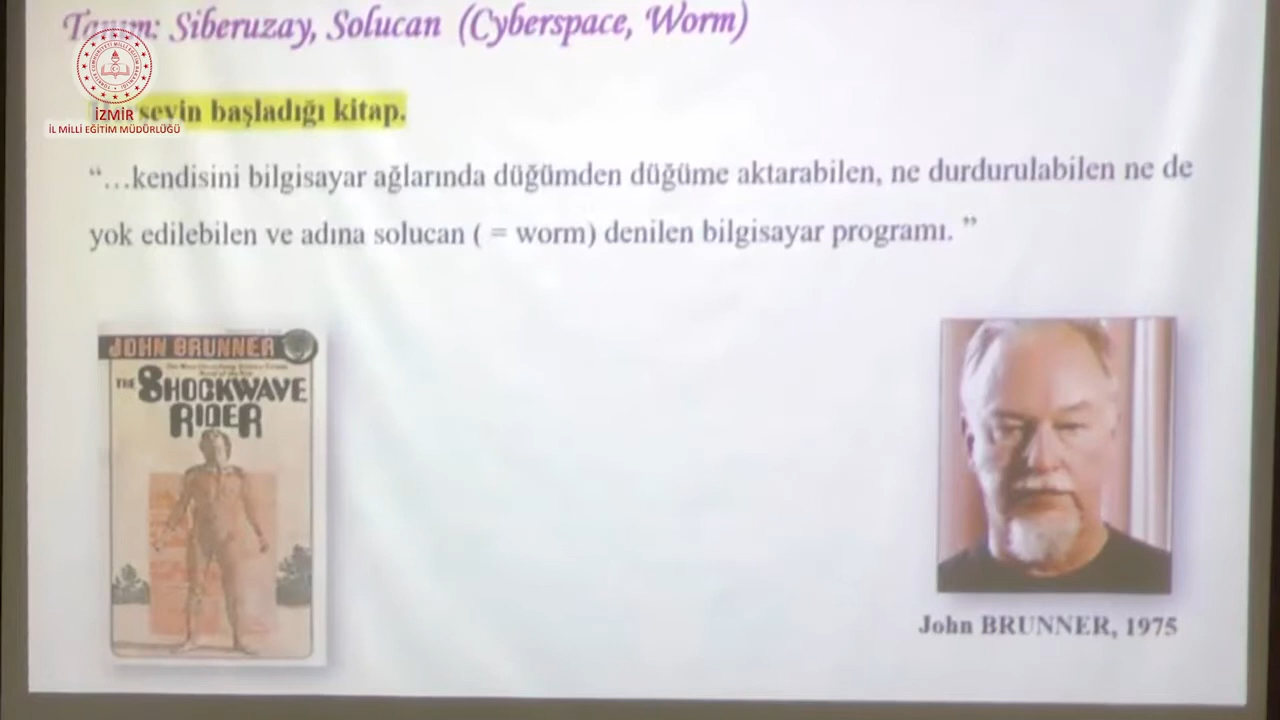 Siberuzay, Solucan (Cyberspace, Worm)
başladığı kitap.
“…kendisini bilgisayar ağlarında düğümden düğüme aktarabilen, ne durdurulabilen ne de
yok edilebilen ve adına solucan ( = worm) denilen bilgisayar programı. ”
İZMİR
İL MİLLİ EĞİTİM MÜDÜRLÜĞÜ
JOHN BRUNNER
THE SHOCKWAVE
RIDER
John BRUNNER, 1975